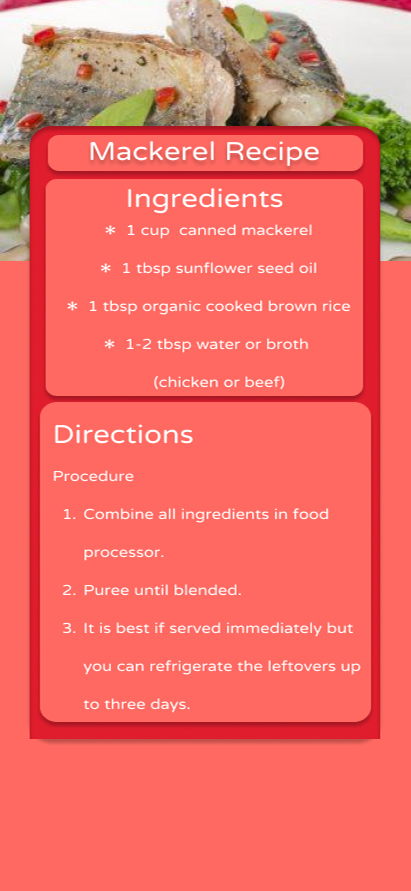 Mackerel Recipe
Ingredients
* 1 cup  canned mackerel
* 1 tbsp sunflower seed oil
* 1 tbsp organic cooked brown rice
* 1-2 tbsp water or broth
(chicken or beef)
Directions
Procedure
1. Combine all ingredients in food
processor.
2. Puree until blended.
3. It is best if served immediately but
you can refrigerate the leftovers up
to three days.